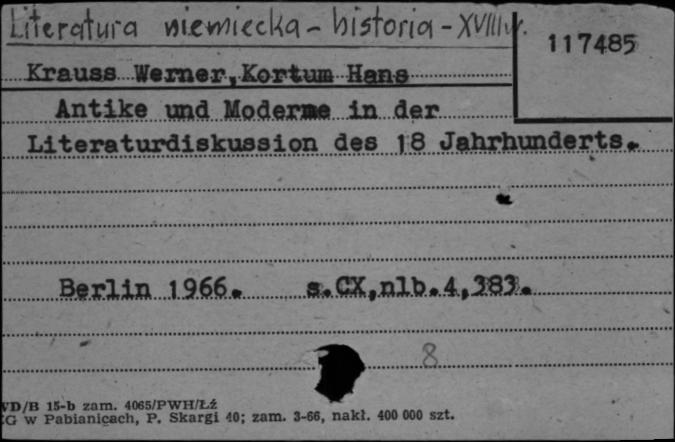 Literatura niemiecka - historia - XVIII w.
117485
Krauss Werner, Kortum Hans
Antike und Moderne in der
Literaturdiskussion des 18 Jahrhunderts.
Berlin 1966. s.CX,nlb.4,383.
8
WD/B 15-b zam. 4065/PWH/Łź
G w Pabianicach, P. Skargi 40; zam. 3-66, nakł. 400 000 szt.